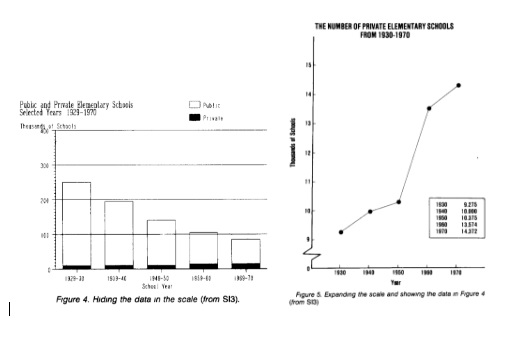 Public and Private Elementary Schools
Selected Years 1929-1970
Public
Private
Thousands of Schools
400
300
200
100
0
1929-30
1939-40
1949-50
1959-60
1969-70
School Year
Figure 4. Hiding the data in the scale (from SI3).
THE NUMBER OF PRIVATE ELEMENTARY SCHOOLS
FROM 1930-1970
Thousands of Schools
15
14
13
12
11
10
9
1930
9,275
1940
10,000
1950
10,375
1960
13,574
1970
14,372
1930
1940
1950
1960
1970
Year
Figure 5. Expanding the scale and showing the data in Figure 4
(from SI3)